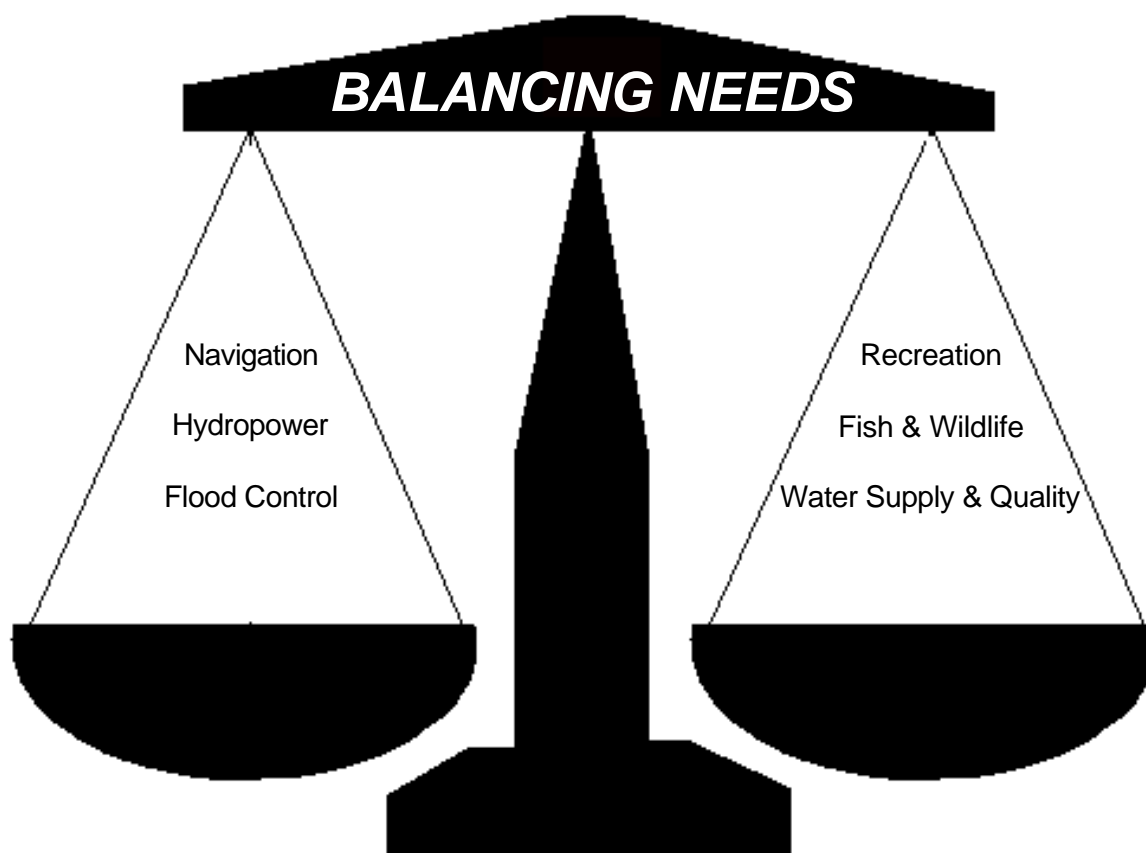 BALANCING NEEDS
Navigation
Hydropower
Flood Control
Recreation
Fish & Wildlife
Water Supply & Quality